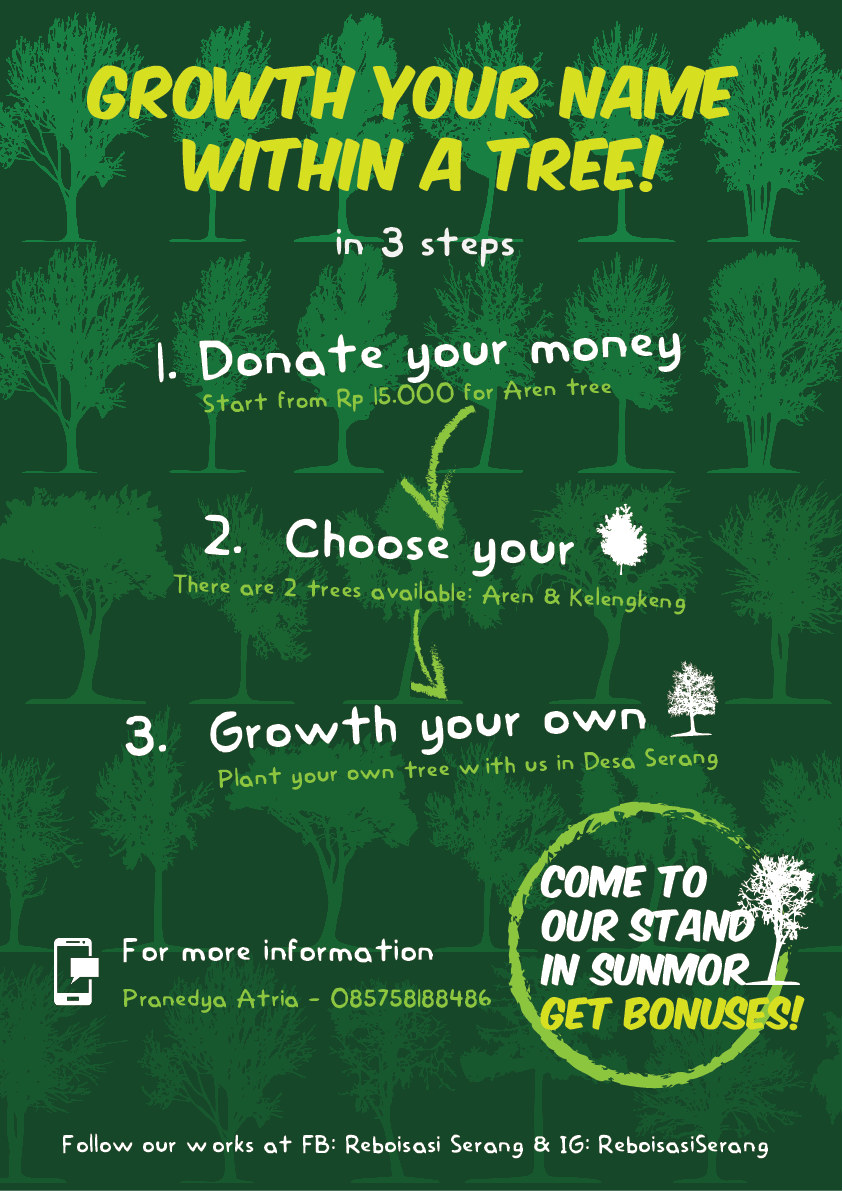 GROWTH YOUR NAME
WITHIN A TREE!
in 3 steps
1. Donate your money
Start from Rp 15.000 for Aren tree
2. Choose your
There are 2 trees available: Aren & Kelengkeng
3. Growth your own
Plant your own tree with us in Desa Serang
COME TO
OUR STAND
IN SUNMOR
GET BONUSES!
For more information
Pranedya Atria - 085758188486
Follow our works at FB: Reboisasi Serang & IG: ReboisasiSerang